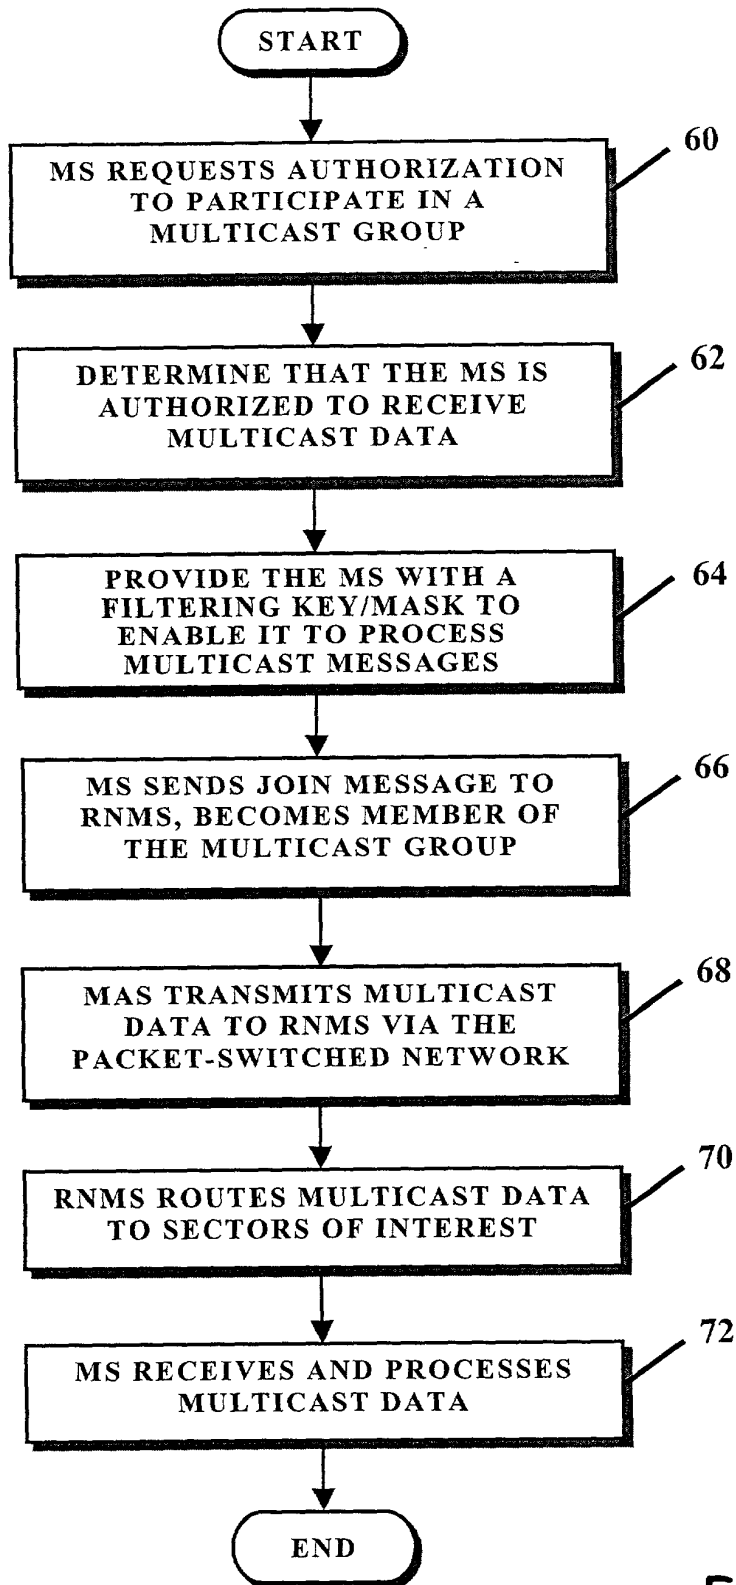 START
60
MS REQUESTS AUTHORIZATION
TO PARTICIPATE IN A
MULTICAST GROUP
62
DETERMINE THAT THE MS IS
AUTHORIZED TO RECEIVE
MULTICAST DATA
64
PROVIDE THE MS WITH A
FILTERING KEY/MASK TO
ENABLE IT TO PROCESS
MULTICAST MESSAGES
66
MS SENDS JOIN MESSAGE TO
RNMS, BECOMES MEMBER OF
THE MULTICAST GROUP
68
MAS TRANSMITS MULTICAST
DATA TO RNMS VIA THE
PACKET-SWITCHED NETWORK
70
RNMS ROUTES MULTICAST DATA
TO SECTORS OF INTEREST
72
MS RECEIVES AND PROCESSES
MULTICAST DATA
END